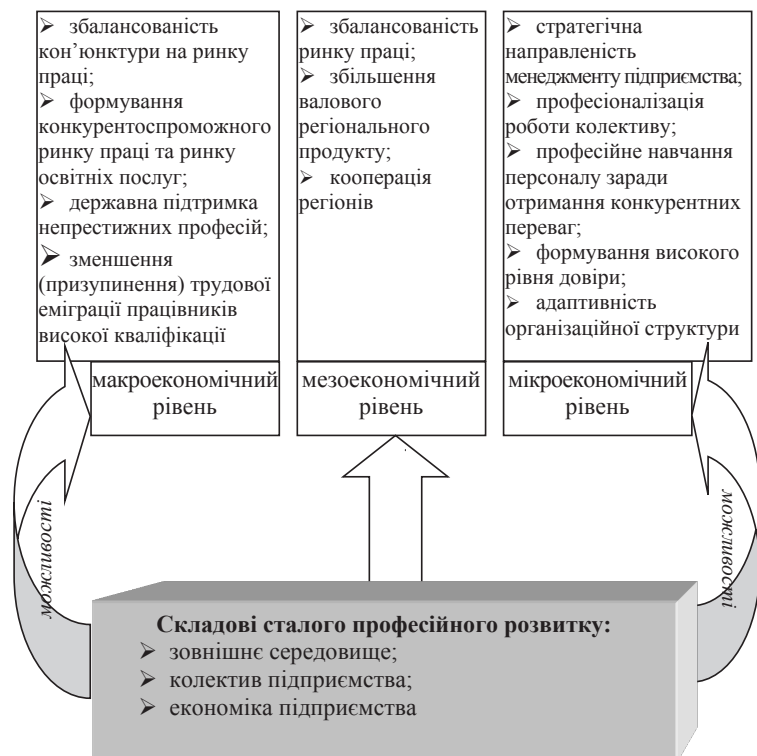 ➢ збалансованість
кон’юнктури на ринку
праці;
➢ формування
конкурентоспроможного
ринку праці та ринку
освітніх послуг;
➢ державна підтримка
непрестижних професій;
➢ зменшення
(призупинення) трудової
еміграції працівників
високої кваліфікації
макроекономічний
рівень
➢ збалансованість
ринку праці;
➢ збільшення
валового
регіонального
продукту;
➢ кооперація
регіонів
мезоекономічний
рівень
➢ стратегічна
направленість
менеджменту підприємства;
➢ професіоналізація
роботи колективу;
➢ професійне навчання
персоналу заради
отримання конкурентних
переваг;
➢ формування високого
рівня довіри;
➢ адаптивність
організаційної структури
мікроекономічний
рівень
можливості
можливості
Складові сталого професійного розвитку:
➢ зовнішнє середовище;
➢ колектив підприємства;
➢ економіка підприємства